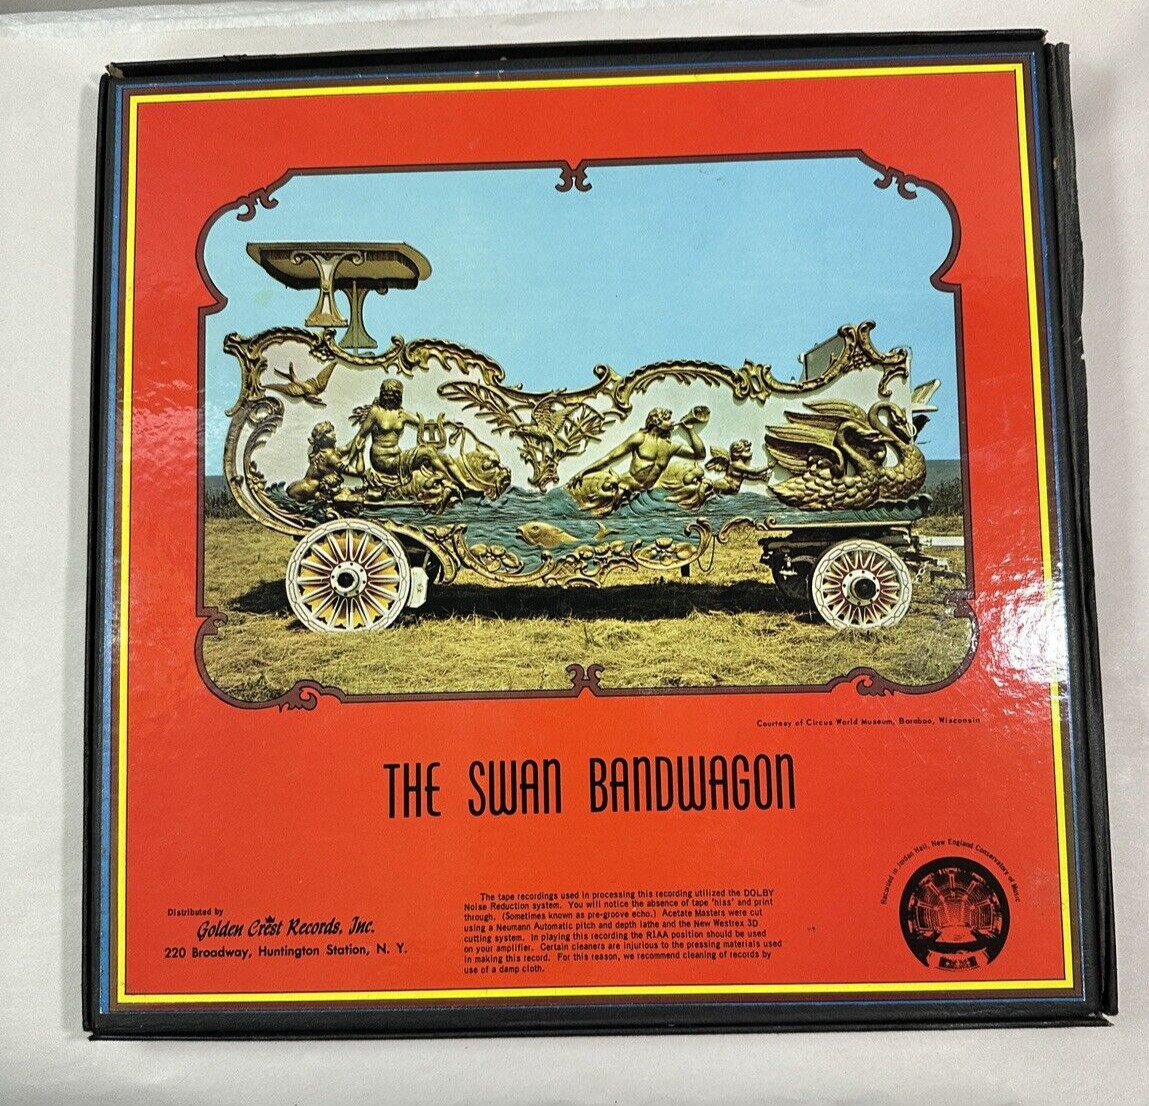 Courtesy of Circus World Museum, Baraboo, Wisconsin
THE SWAN BANDWAGON
Recorded in Jordan Hall, New England Conservatory of Music
The tape recordings used in processing this recording utilized the DOLBY
Noise Reduction system. You will notice the absence of tape 'hiss' and print
through. (Sometimes known as pre-groove echo.) Acetate Masters were cut
using a Neumann Automatic pitch and depth lathe and the New Westrex 3D
cutting system. In playing this recording the RIAA position should be used
on your amplifier. Certain cleaners are injurious to the pressing materials used
in making this record. For this reason, we recommend cleaning of records by
use of a damp cloth.
Distributed by
Golden Crest Records, Inc.
220 Broadway, Huntington Station, N. Y.